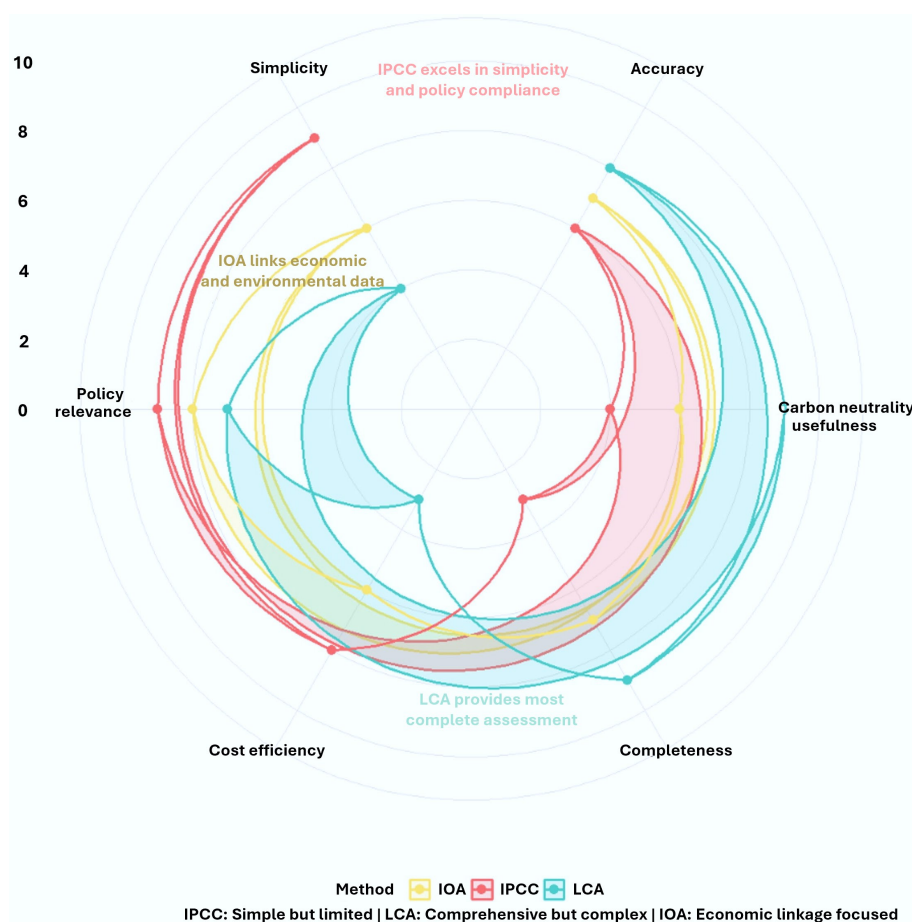 10
Simplicity
IPCC excels in simplicity
and policy compliance
Accuracy
8
6
4
IOA links economic
and environmental data
2
0
Policy
relevance
Carbon neutrality
usefulness
LCA provides most
complete assessment
Cost efficiency
Completeness
Method IOA IPCC LCA
IPCC: Simple but limited | LCA: Comprehensive but complex | IOA: Economic linkage focused